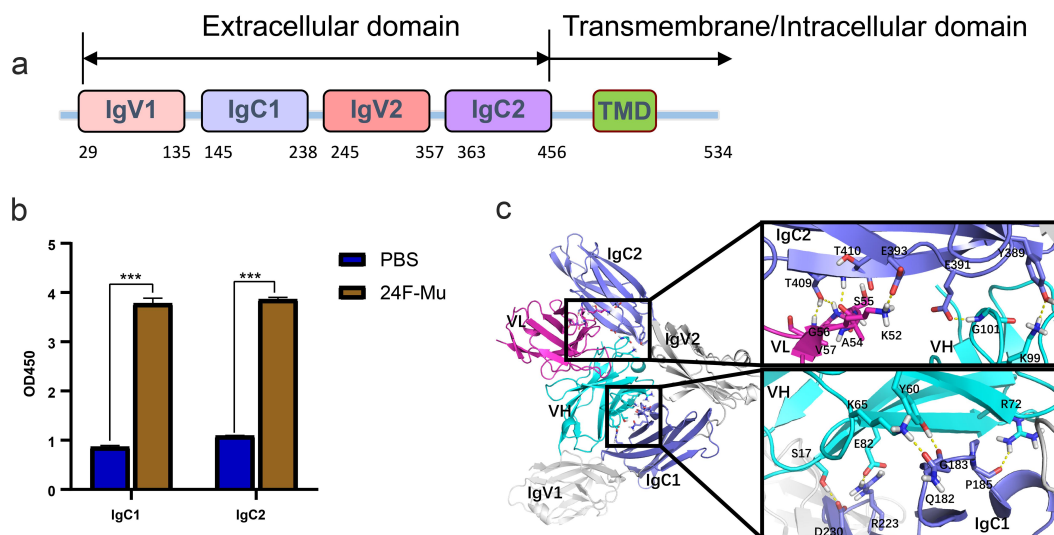 Extracellular domain
Transmembrane/Intracellular domain
a
IgV1
IgC1
IgV2
IgC2
TMD
29
135
145
238
245
357
363
456
534
b
OD450
5
4
3
2
1
0
***
***
PBS
24F-Mu
IgC1
IgC2
c
IgC2
VL
IgV2
VH
IgC1
IgV1
IgC2
T410
E393
Y389
E391
T409
S55
G56
G101
K52
A54
V57
VL
VH
K99
VH
Y60
R72
K65
E82
S17
G183
P185
Q182
R223
IgC1
D230